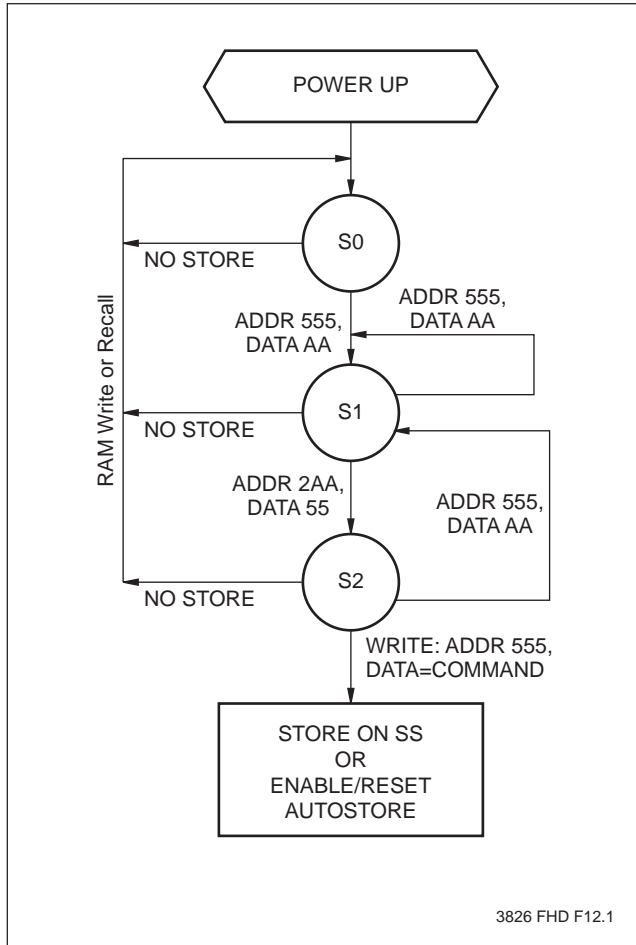 POWER UP
S0
NO STORE
ADDR 555,
DATA AA
ADDR 555,
DATA AA
RAM Write or Recall
S1
NO STORE
ADDR 2AA,
DATA 55
ADDR 555,
DATA AA
S2
NO STORE
WRITE: ADDR 555,
DATA=COMMAND
STORE ON SS
OR
ENABLE/RESET
AUTOSTORE
3826 FHD F12.1